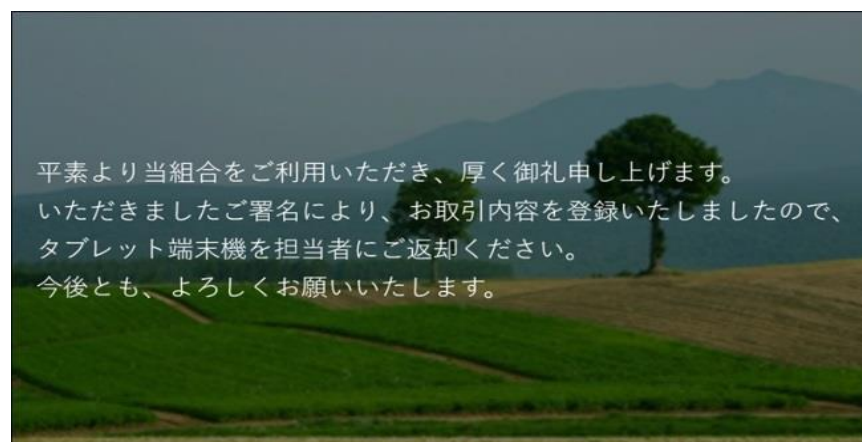 平素より当組合をご利用いただき、厚く御礼申し上げます。
いただきましたご署名により、お取引内容を登録いたしましたので、
タブレット端末機を担当者にご返却ください。
今後とも、よろしくお願いいたします。